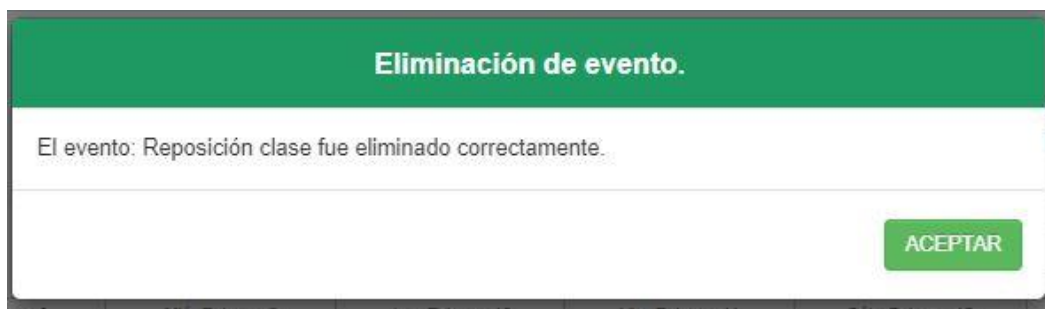 Eliminación de evento.
El evento: Reposición clase fue eliminado correctamente.
ACEPTAR